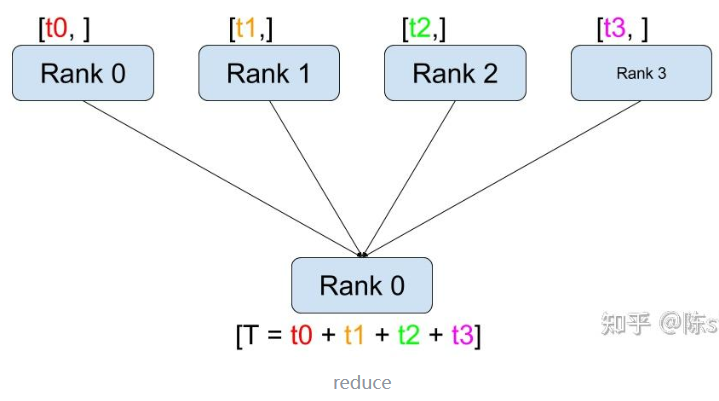 [t0, ] [t1,] [t2,] [t3, ]
Rank 0 Rank 1 Rank 2 Rank 3
Rank 0
[T = t0 + t1 + t2 + t3]
知乎 @陈s
reduce